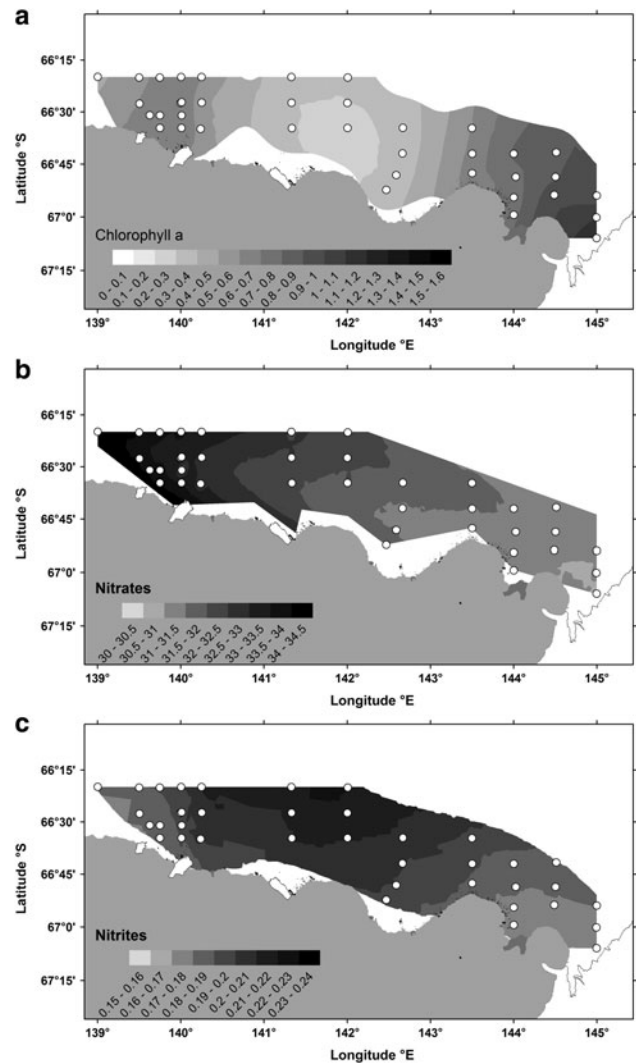 a
66°15'
66°30'
66°45'
67°0'
67°15'
Latitude °S
Chlorophyll a
0 - 0.1
0.1 - 0.2
0.2 - 0.3
0.3 - 0.4
0.4 - 0.5
0.5 - 0.6
0.6 - 0.7
0.7 - 0.8
0.8 - 0.9
0.9 - 1
1 - 1.1
1.1 - 1.2
1.2 - 1.3
1.3 - 1.4
1.4 - 1.5
1.5 - 1.6
139° 140° 141° 142° 143° 144° 145°
Longitude °E
b
66°15'
66°30'
66°45'
67°0'
67°15'
Latitude °S
Nitrates
30 - 30.5
30.5 - 31
31 - 31.5
31.5 - 32
32 - 32.5
32.5 - 33
33 - 33.5
33.5 - 34
34 - 34.5
139° 140° 141° 142° 143° 144° 145°
Longitude °E
c
66°15'
66°30'
66°45'
67°0'
67°15'
Latitude °S
Nitrites
0.15 - 0.16
0.16 - 0.17
0.17 - 0.18
0.18 - 0.19
0.19 - 0.2
0.2 - 0.21
0.21 - 0.22
0.22 - 0.23
0.23 - 0.24
139° 140° 141° 142° 143° 144° 145°
Longitude °E